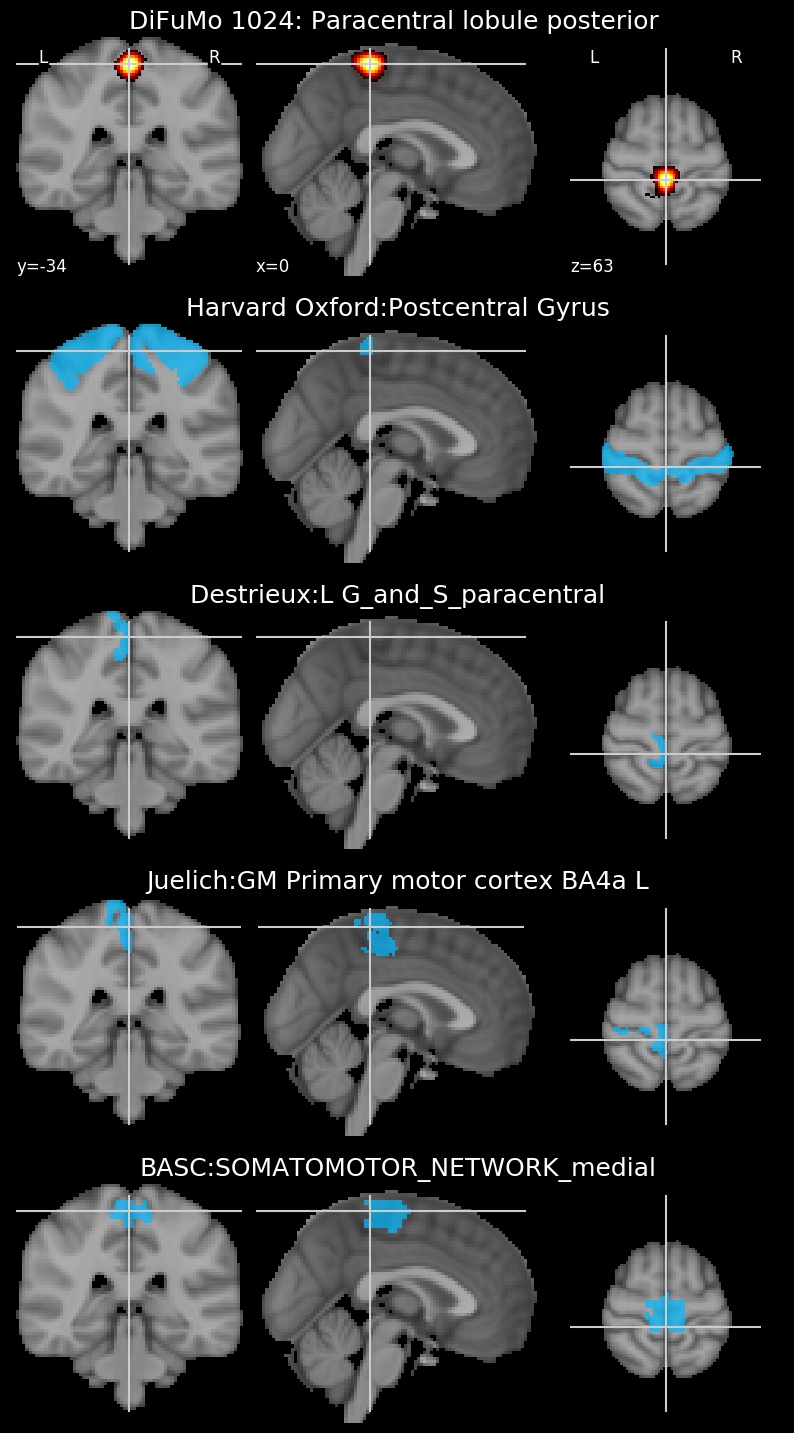 DiFuMo 1024: Paracentral lobule posterior
L R L R
y=-34 x=0 z=63
Harvard Oxford:Postcentral Gyrus
Destrieux:L G_and_S_paracentral
Juelich:GM Primary motor cortex BA4a L
BASC:SOMATOMOTOR_NETWORK_medial